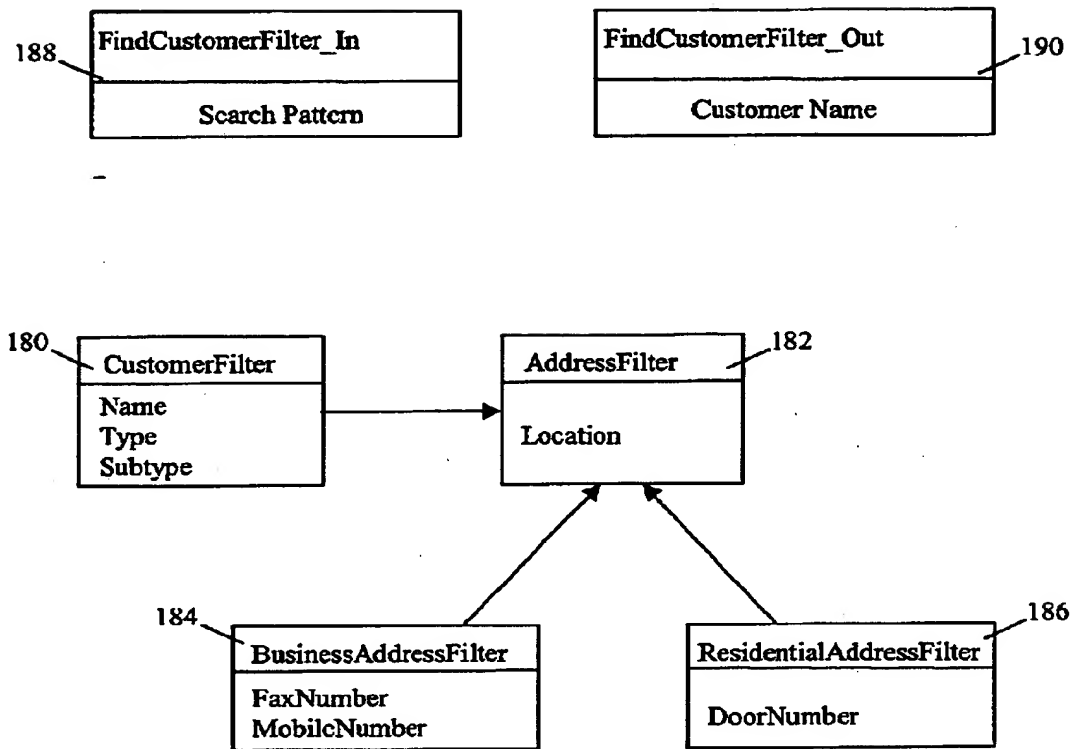 FindCustomerFilter_In
188
Search Pattern
FindCustomerFilter_Out
190
Customer Name
180
CustomerFilter
Name
Type
Subtype
182
AddressFilter
Location
184
BusinessAddressFilter
FaxNumber
MobileNumber
186
ResidentialAddressFilter
DoorNumber